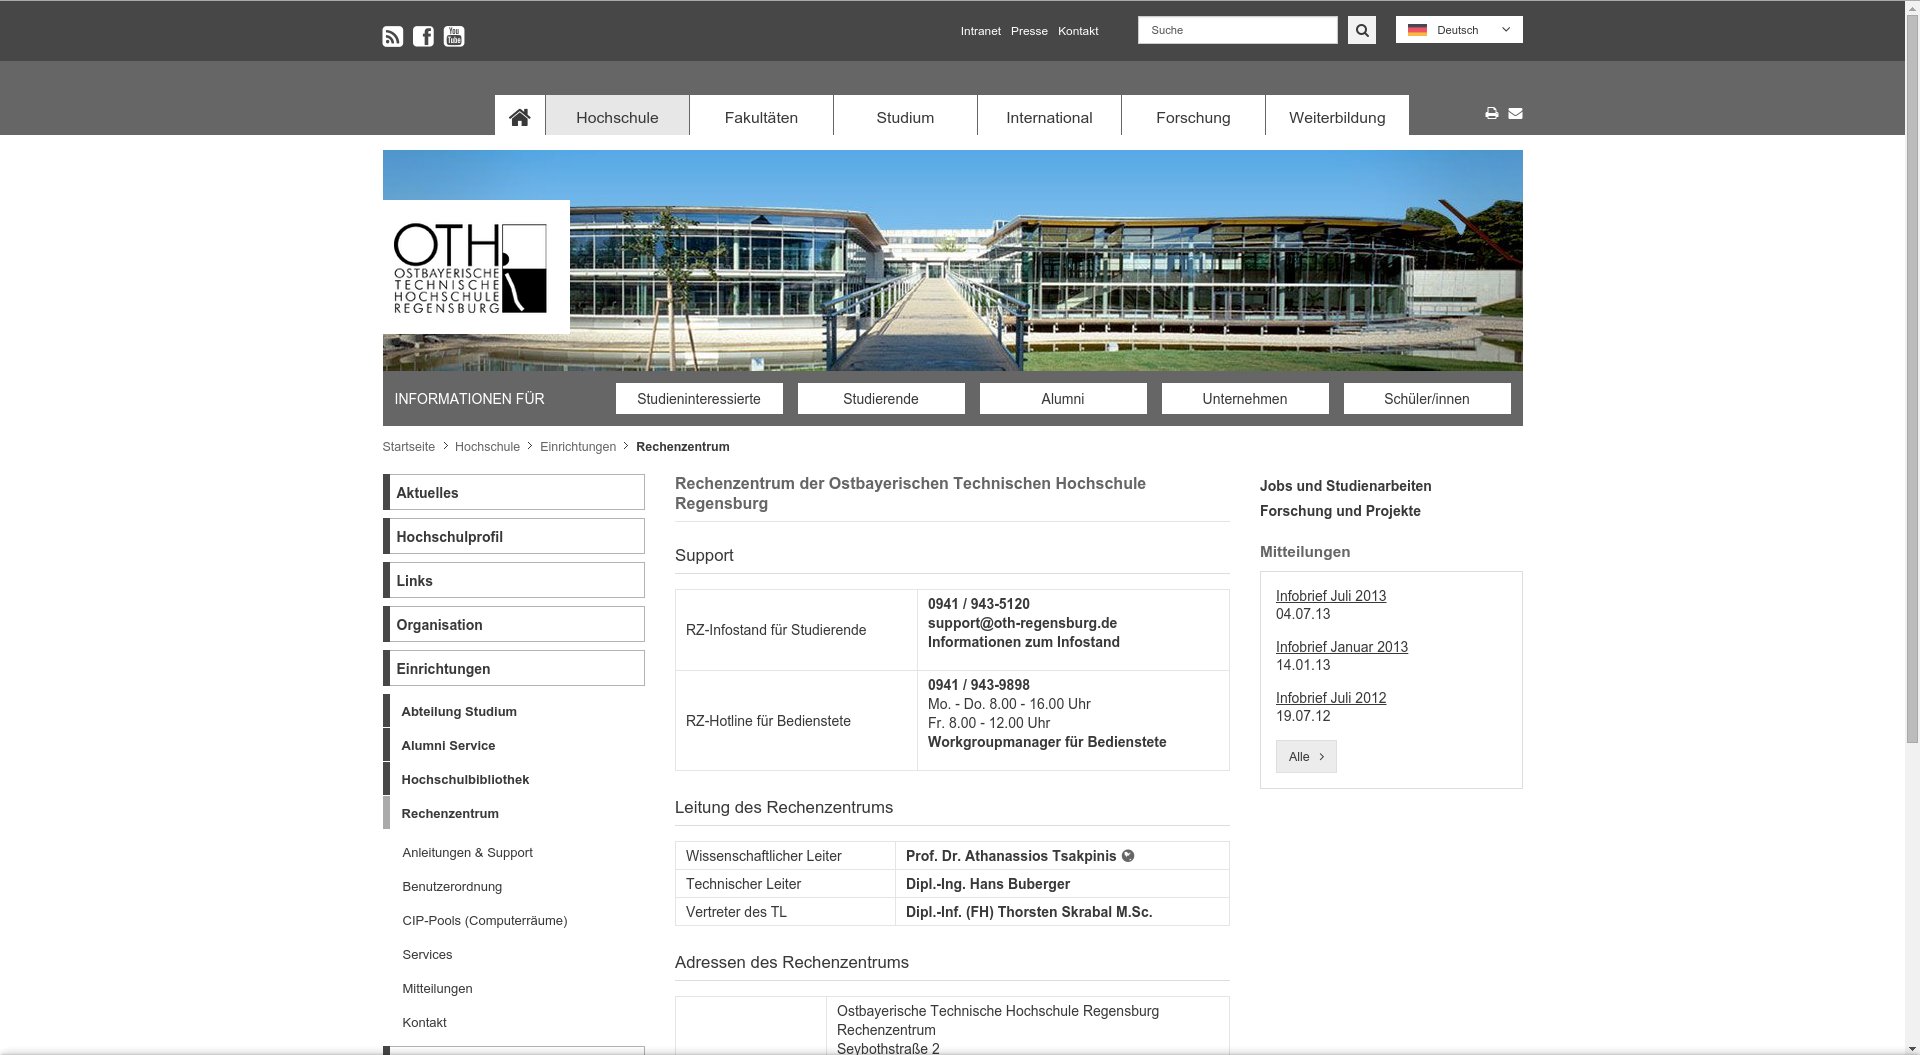 You
Tube
Intranet Presse Kontakt
Suche
Deutsch
Hochschule
Fakultäten
Studium
International
Forschung
Weiterbildung
OTH
OSTBAYERISCHE
TECHNISCHE
HOCHSCHULE
REGENSBURG
INFORMATIONEN FÜR
Studieninteressierte
Studierende
Alumni
Unternehmen
Schüler/innen
Startseite > Hochschule > Einrichtungen > Rechenzentrum
Aktuelles
Hochschulprofil
Links
Organisation
Einrichtungen
Abteilung Studium
Alumni Service
Hochschulbibliothek
Rechenzentrum
Anleitungen & Support
Benutzerordnung
CIP-Pools (Computerräume)
Services
Mitteilungen
Kontakt
Rechenzentrum der Ostbayerischen Technischen Hochschule
Regensburg
Support
RZ-Infostand für Studierende
0941 / 943-5120
support@oth-regensburg.de
Informationen zum Infostand
RZ-Hotline für Bedienstete
0941 / 943-9898
Mo. - Do. 8.00 - 16.00 Uhr
Fr. 8.00 - 12.00 Uhr
Workgroupmanager für Bedienstete
Leitung des Rechenzentrums
Wissenschaftlicher Leiter
Prof. Dr. Athanassios Tsakpinis
Technischer Leiter
Dipl.-Ing. Hans Buberger
Vertreter des TL
Dipl.-Inf. (FH) Thorsten Skrabal M.Sc.
Adressen des Rechenzentrums
Ostbayerische Technische Hochschule Regensburg
Rechenzentrum
Seybothstraße 2
Jobs und Studienarbeiten
Forschung und Projekte
Mitteilungen
Infobrief Juli 2013
04.07.13
Infobrief Januar 2013
14.01.13
Infobrief Juli 2012
19.07.12
Alle >